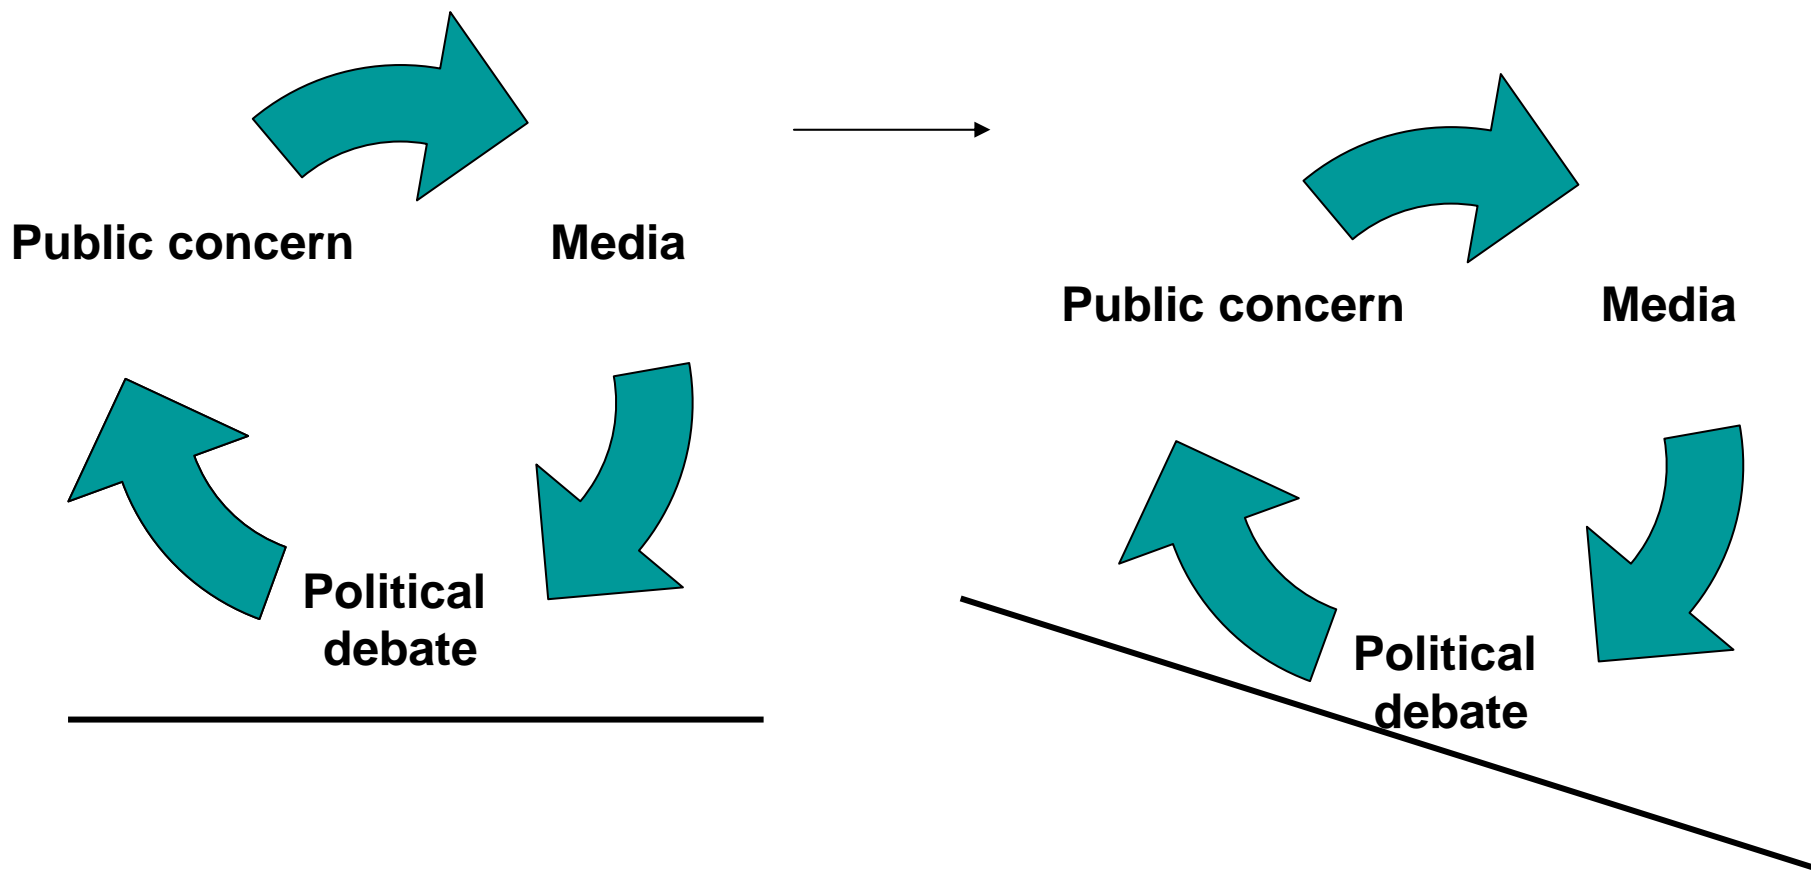 Public concern
Media
Political
debate
Public concern
Media
Political
debate